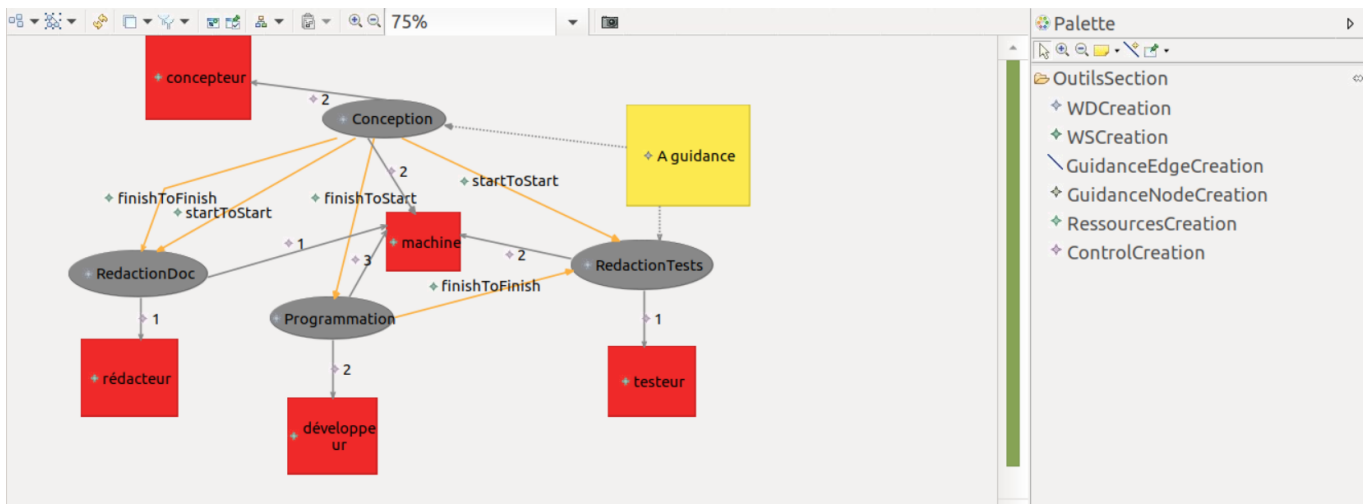 75%
Palette
OutilsSection
WDCreation
WSCreation
GuidanceEdgeCreation
GuidanceNodeCreation
RessourcesCreation
ControlCreation
concepteur
2
Conception
A guidance
2
startToStart
finishToFinish
finishToStart
startToStart
machine
1
2
3
RedactionDoc
RedactionTests
finishToFinish
Programmation
1
1
2
rédacteur
testeur
développe
ur